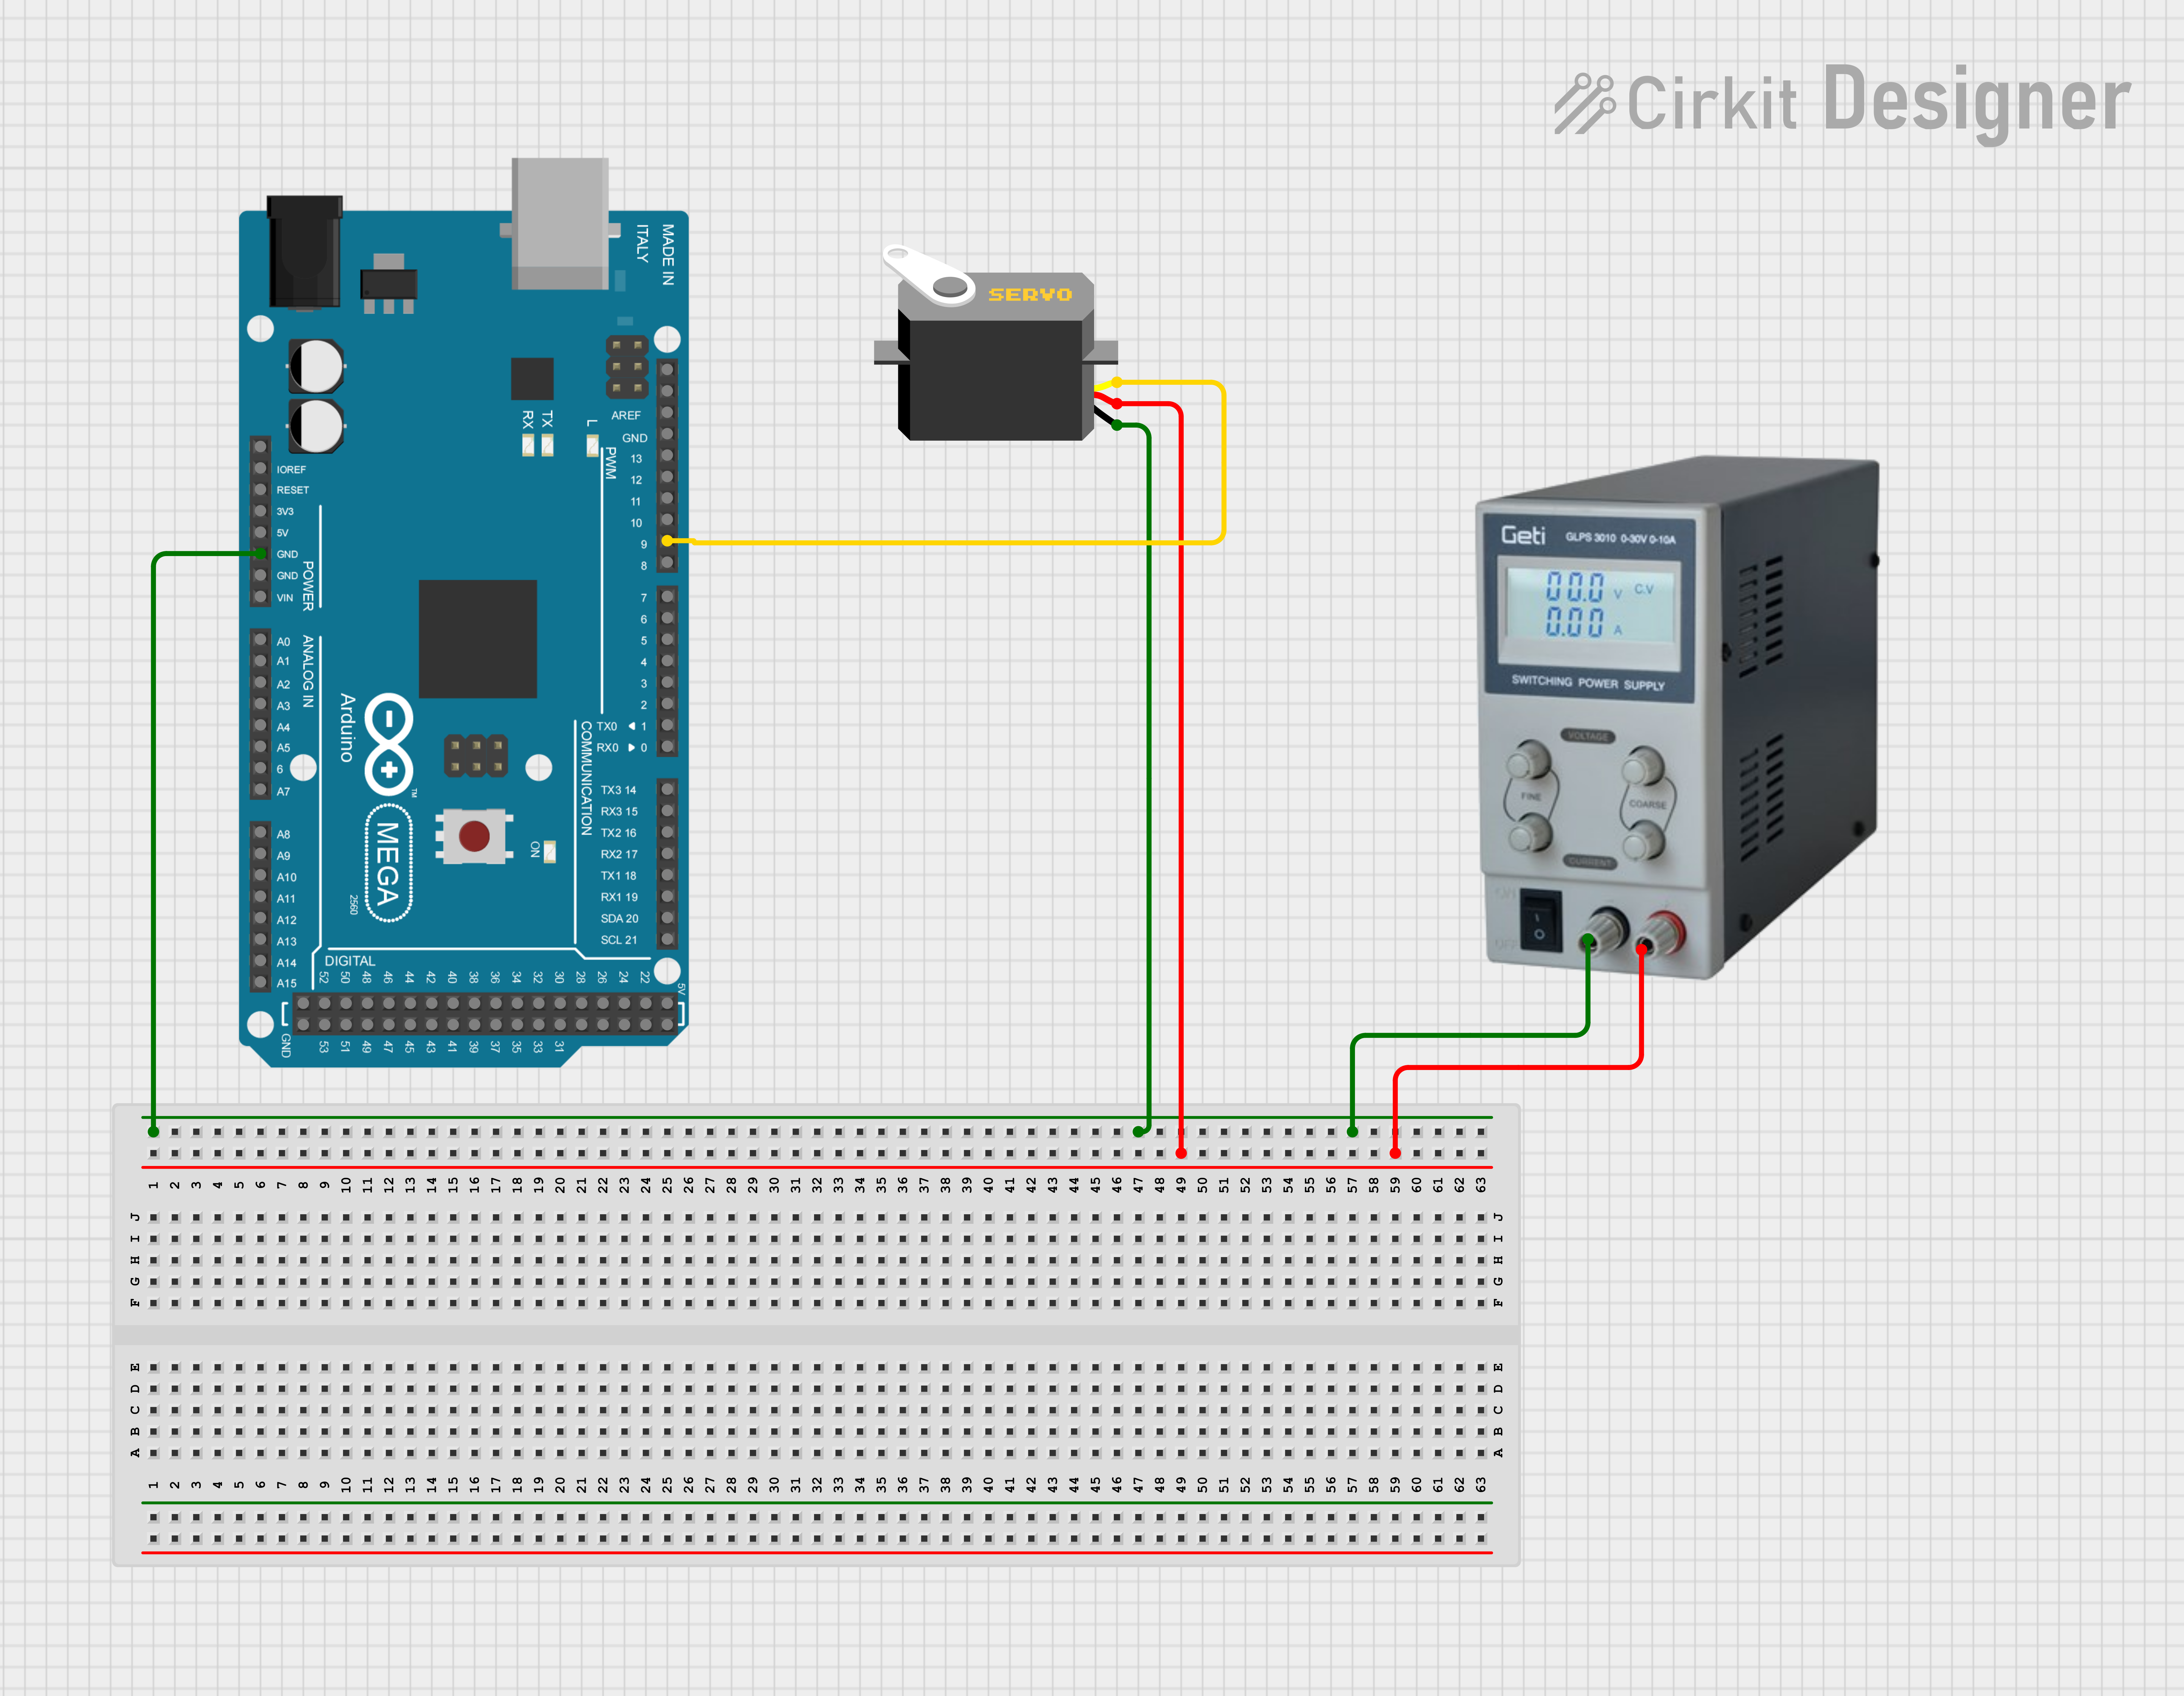 Cirkit Designer
MADE IN
ITALY
AREF
GND
13
12
11
10
9
8
7
6
5
4
3
2
TX0 1
RX0 0
TX3 14
RX3 15
TX2 16
RX2 17
TX1 18
RX1 19
SDA 20
SCL 21
PWM
COMMUNICATION
RX
TX
L
IOREF
RESET
3V3
5V
GND
GND
VIN
POWER
A0
A1
A2
A3
A4
A5
6
A7
ANALOG IN
A8
A9
A10
A11
A12
A13
A14
A15
Arduino
TM
MEGA
2560
ON
DIGITAL
52 50 48 46 44 42 40 38 36 34 32 30 28 26 24 22
5V
GND
53 51 49 47 45 43 41 39 37 35 33 31
SERVO
Geti GLPS 3010 0-30V 0-10A
00.0 V C.V
0.00 A
SWITCHING POWER SUPPLY
VOLTAGE
FINE
COARSE
CURRENT
OFF
1 2 3 4 5 6 7 8 9 10 11 12 13 14 15 16 17 18 19 20 21 22 23 24 25 26 27 28 29 30 31 32 33 34 35 36 37 38 39 40 41 42 43 44 45 46 47 48 49 50 51 52 53 54 55 56 57 58 59 60 61 62 63
J J
I I
H H
G G
F F
E E
D D
C C
B B
A A
1 2 3 4 5 6 7 8 9 10 11 12 13 14 15 16 17 18 19 20 21 22 23 24 25 26 27 28 29 30 31 32 33 34 35 36 37 38 39 40 41 42 43 44 45 46 47 48 49 50 51 52 53 54 55 56 57 58 59 60 61 62 63